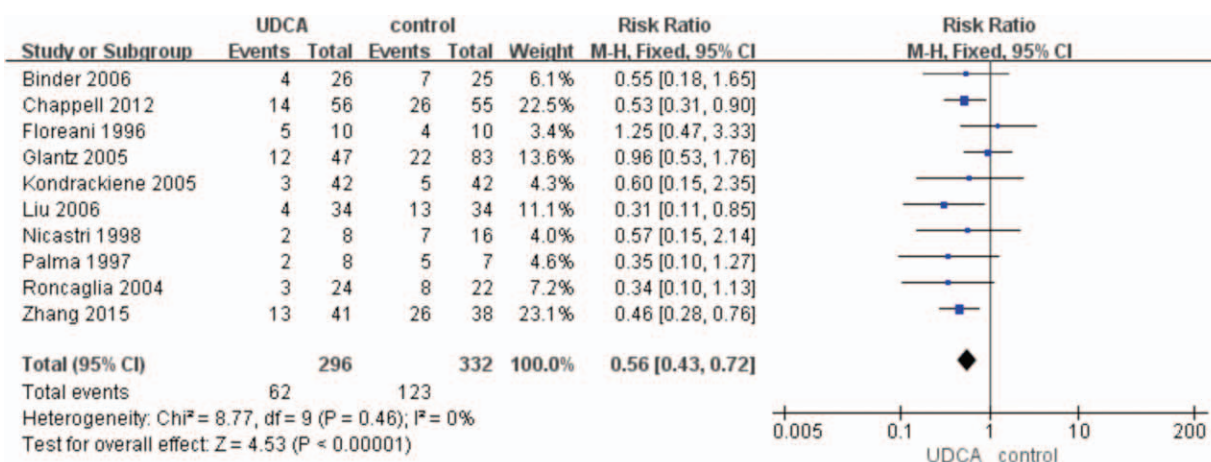 UDCA control Risk Ratio Risk Ratio
Study or Subgroup Events Total Events Total Weight M-H, Fixed, 95% CI M-H, Fixed, 95% CI
Binder 2006 4 26 7 25 6.1% 0.55 [0.18, 1.65]
Chappell 2012 14 56 26 55 22.5% 0.53 [0.31, 0.90]
Floreani 1996 5 10 4 10 3.4% 1.25 [0.47, 3.33]
Glantz 2005 12 47 22 83 13.6% 0.96 [0.53, 1.76]
Kondrackiene 2005 3 42 5 42 4.3% 0.60 [0.15, 2.35]
Liu 2006 4 34 13 34 11.1% 0.31 [0.11, 0.85]
Nicastri 1998 2 8 7 16 4.0% 0.57 [0.15, 2.14]
Palma 1997 2 8 5 7 4.6% 0.35 [0.10, 1.27]
Roncaglia 2004 3 24 8 22 7.2% 0.34 [0.10, 1.13]
Zhang 2015 13 41 26 38 23.1% 0.46 [0.28, 0.76]
Total (95% CI) 296 332 100.0% 0.56 [0.43, 0.72]
Total events 62 123
Heterogeneity: Chi² = 8.77, df = 9 (P = 0.46); I² = 0%
Test for overall effect: Z = 4.53 (P < 0.00001)
0.005 0.1 1 10 200
UDCA control